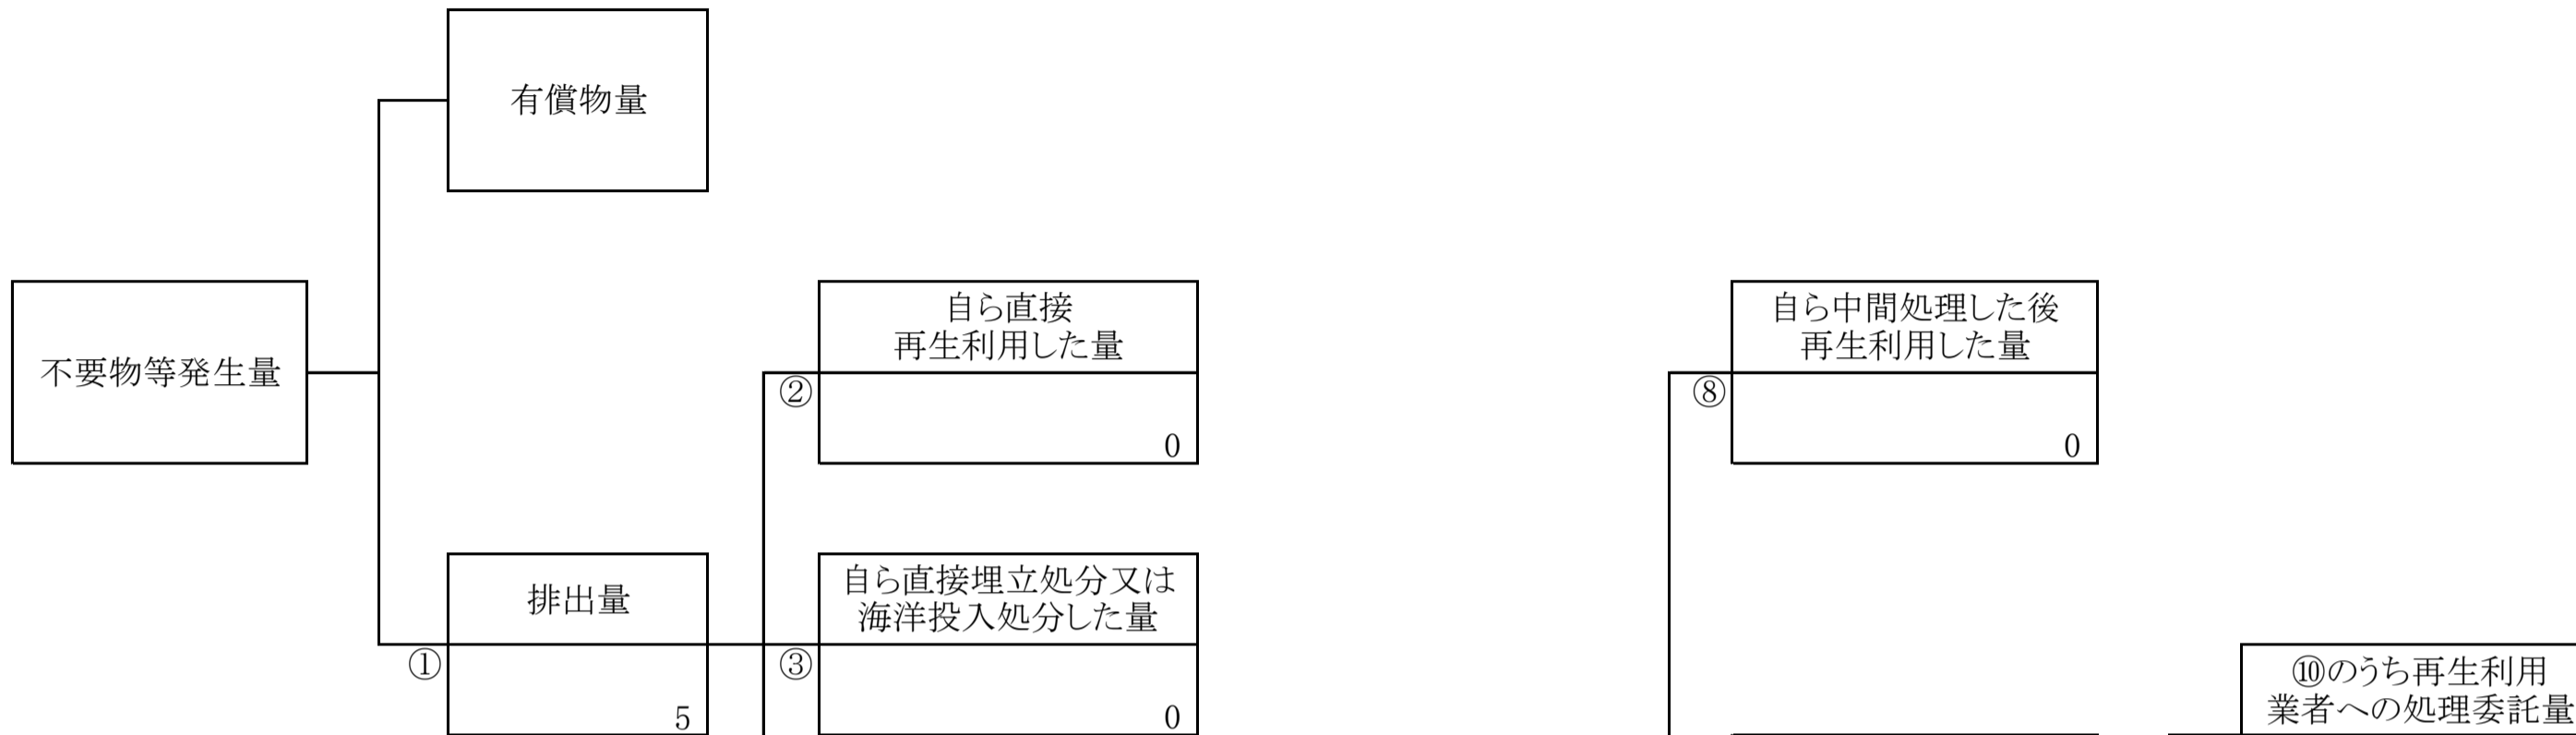 有償物量
不要物等発生量
自ら直接
再生利用した量
②
0
自ら中間処理した後
再生利用した量
⑧
0
排出量
①
5
自ら直接埋立処分又は
海洋投入処分した量
③
0
⑩のうち再生利用
業者への処理委託量